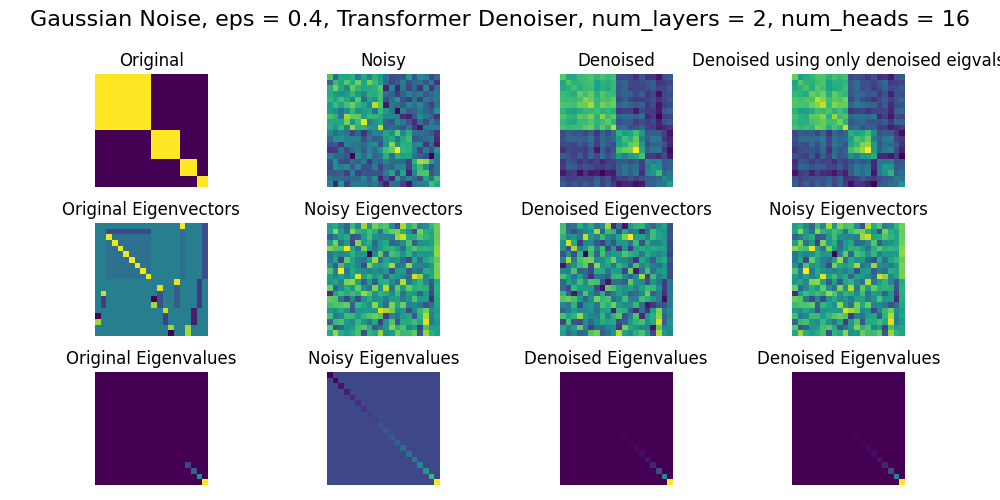 Gaussian Noise, eps = 0.4, Transformer Denoiser, num_layers = 2, num_heads = 16
Original
Noisy
Denoised
Denoised using only denoised eigvals
Original Eigenvectors
Noisy Eigenvectors
Denoised Eigenvectors
Noisy Eigenvectors
Original Eigenvalues
Noisy Eigenvalues
Denoised Eigenvalues
Denoised Eigenvalues